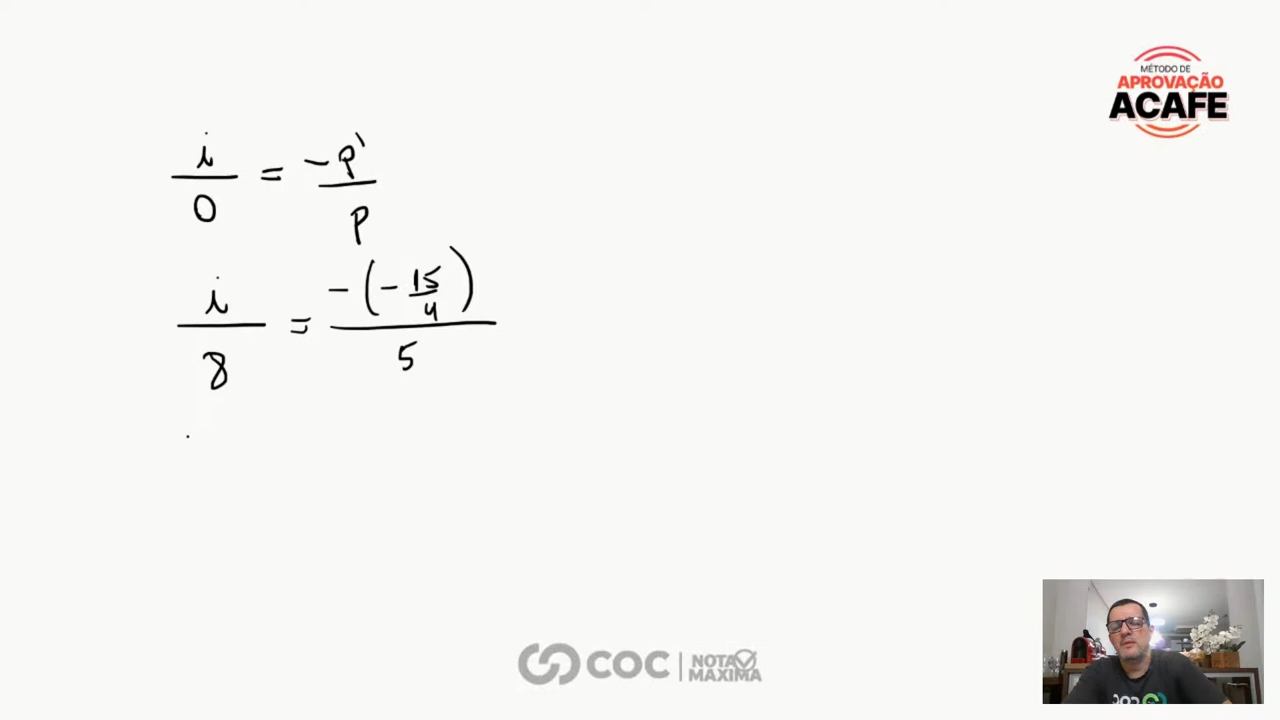 MÉTODO DE
APROVAÇÃO
ACAFE
i/o = -p'/p
i/8 = -(-15/4)/5
COC | NOTA MÁXIMA